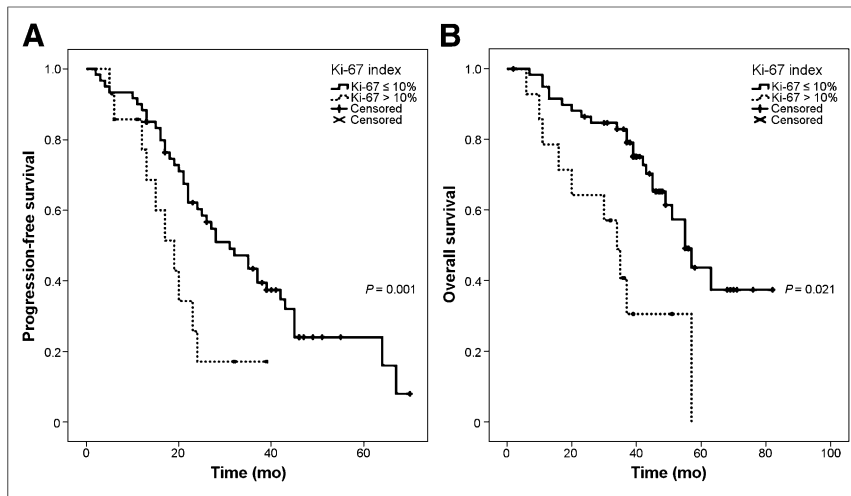 A
Ki-67 index
Ki-67 ≤ 10%
Ki-67 > 10%
Censored
Censored
P = 0.001
Progression-free survival
1.0
0.8
0.6
0.4
0.2
0
0
20
40
60
Time (mo)
B
Ki-67 index
Ki-67 ≤ 10%
Ki-67 > 10%
Censored
Censored
P = 0.021
Overall survival
1.0
0.8
0.6
0.4
0.2
0
0
20
40
60
80
100
Time (mo)